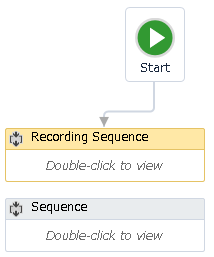 Start
Recording Sequence
Double-click to view
Sequence
Double-click to view